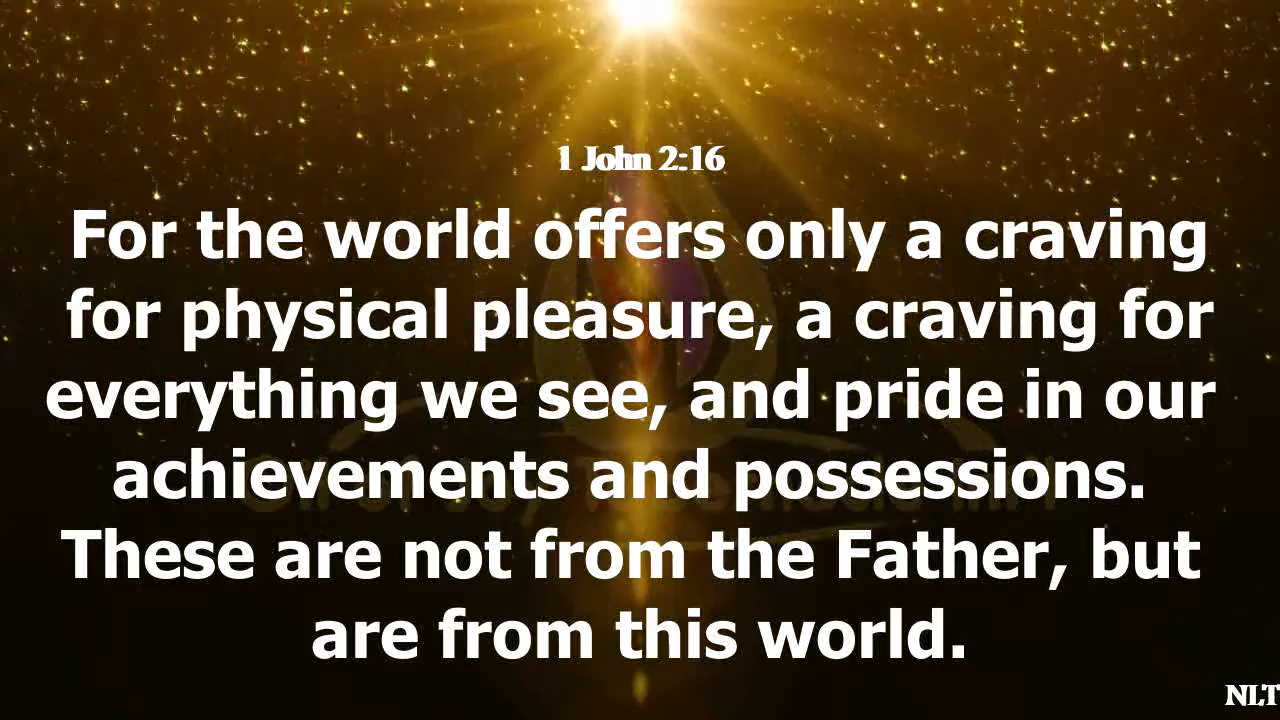 1 John 2:16
For the world offers only a craving
for physical pleasure, a craving for
everything we see, and pride in our
achievements and possessions.
These are not from the Father, but
are from this world.
NLT